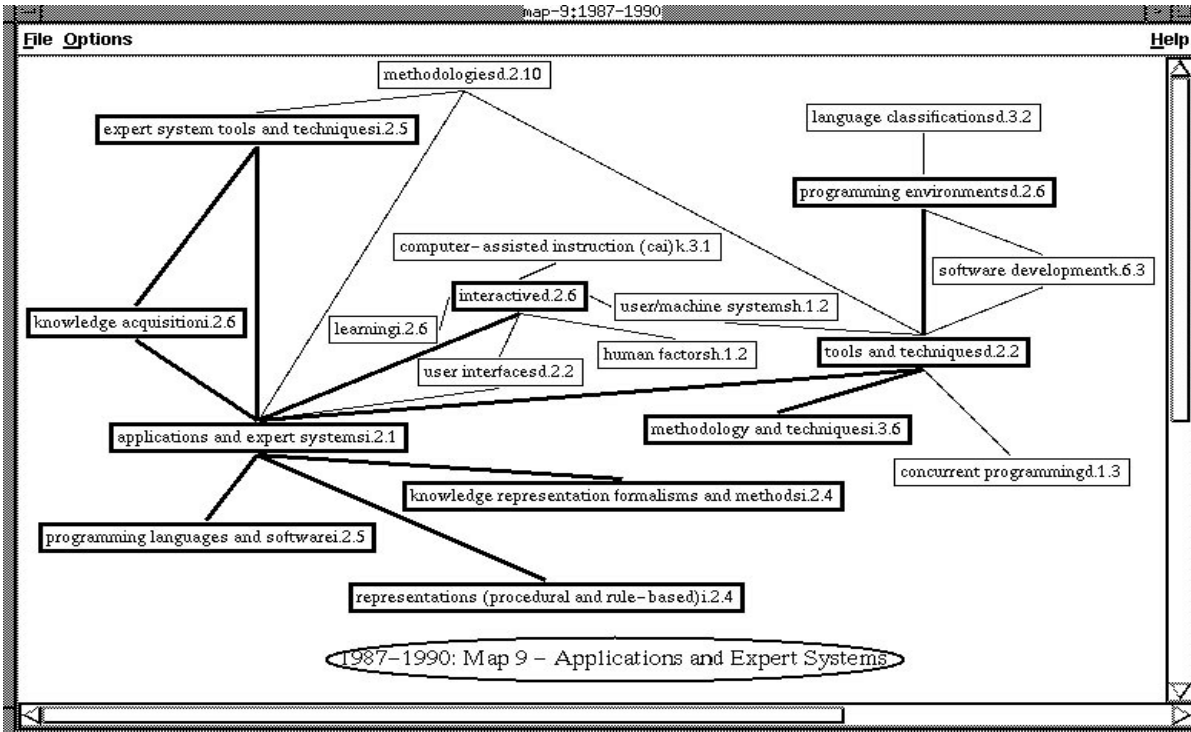 map-9:1987-1990
File Options Help
methodologiesd.2.10
expert system tools and techniquesi.2.5
language classificationsd.3.2
programming environmentsd.2.6
computer-assisted instruction (cai)k.3.1
software developmentk.6.3
interactived.2.6
user/machine systemsh.1.2
knowledge acquisitioni.2.6
learningi.2.6
human factorsh.1.2
tools and techniquesd.2.2
user interfacesd.2.2
methodology and techniquesi.3.6
applications and expert systemsi.2.1
concurrent programmingd.1.3
knowledge representation formalisms and methodsi.2.4
programming languages and softwarei.2.5
representations (procedural and rule-based)i.2.4
1987-1990: Map 9 - Applications and Expert Systems